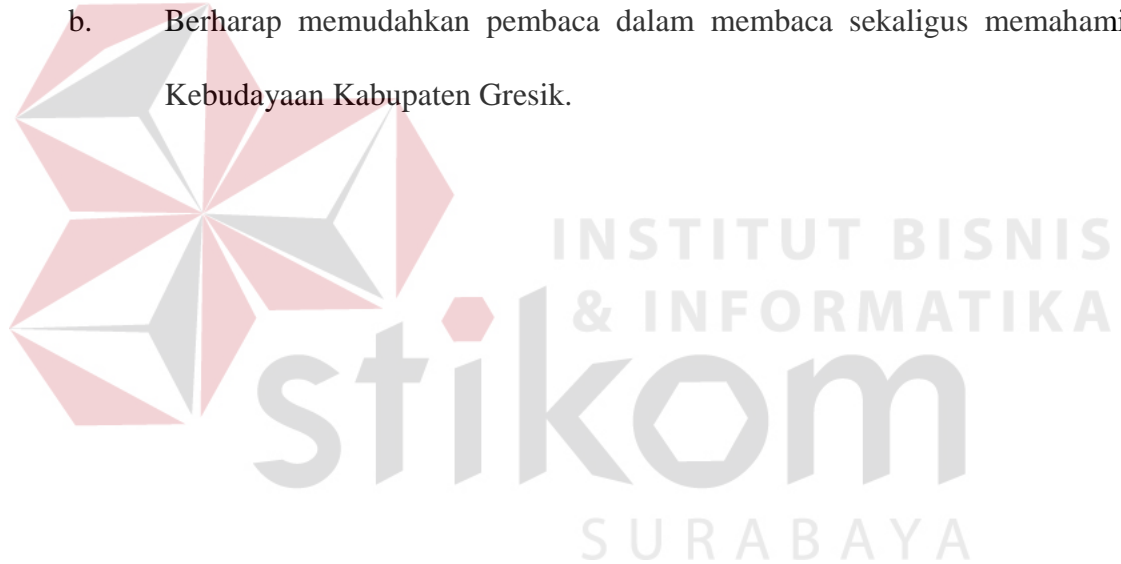 b. Berharap memudahkan pembaca dalam membaca sekaligus memahami
Kebudayaan Kabupaten Gresik.
INSTITUT BISNIS
& INFORMATIKA
stikom
SURABAYA